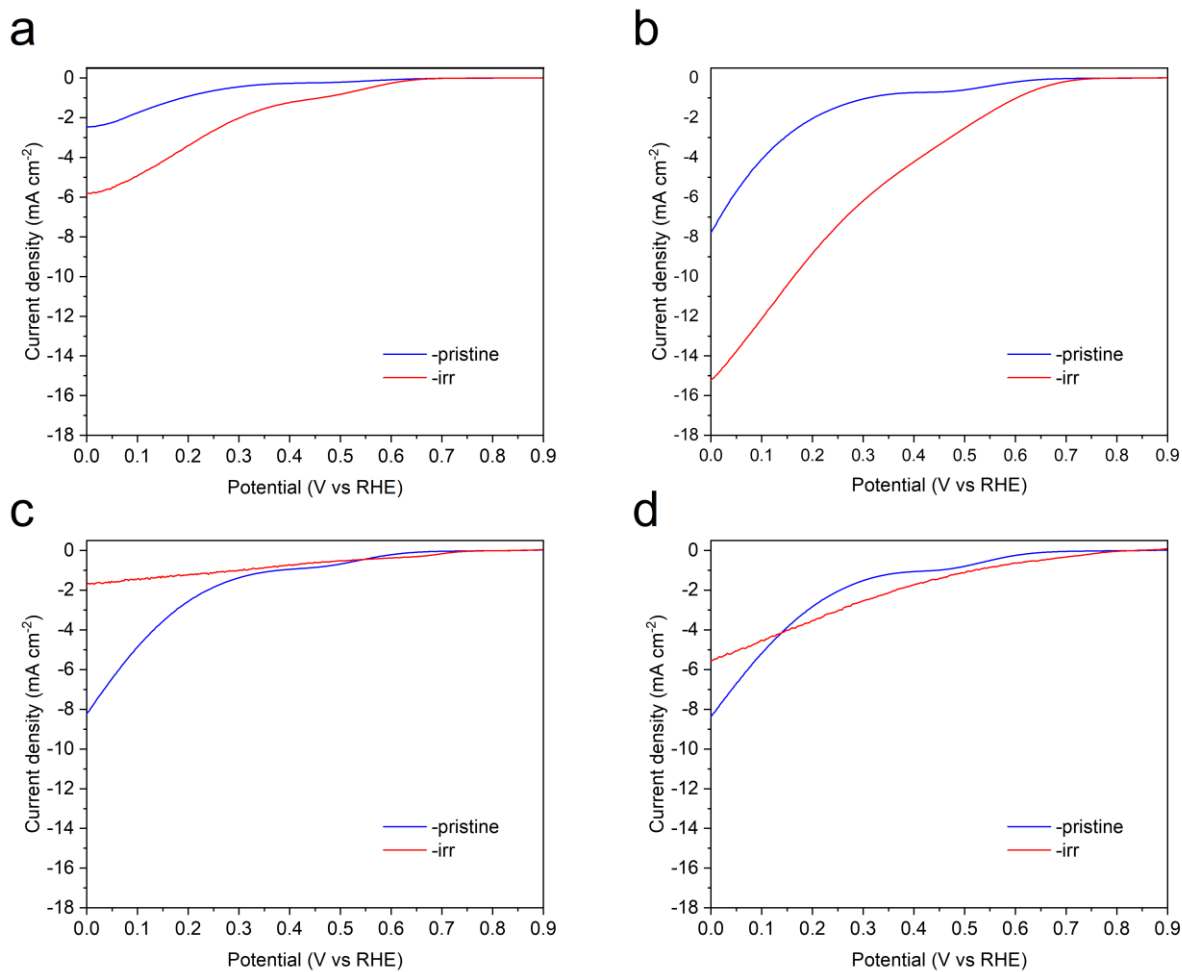 a
0
-2
-4
-6
-8
-10
-12
-14
-16
-18
Current density (mA cm⁻²)
-pristine
-irr
0.0 0.1 0.2 0.3 0.4 0.5 0.6 0.7 0.8 0.9
Potential (V vs RHE)
b
0
-2
-4
-6
-8
-10
-12
-14
-16
-18
Current density (mA cm⁻²)
-pristine
-irr
0.0 0.1 0.2 0.3 0.4 0.5 0.6 0.7 0.8 0.9
Potential (V vs RHE)
c
0
-2
-4
-6
-8
-10
-12
-14
-16
-18
Current density (mA cm⁻²)
-pristine
-irr
0.0 0.1 0.2 0.3 0.4 0.5 0.6 0.7 0.8 0.9
Potential (V vs RHE)
d
0
-2
-4
-6
-8
-10
-12
-14
-16
-18
Current density (mA cm⁻²)
-pristine
-irr
0.0 0.1 0.2 0.3 0.4 0.5 0.6 0.7 0.8 0.9
Potential (V vs RHE)